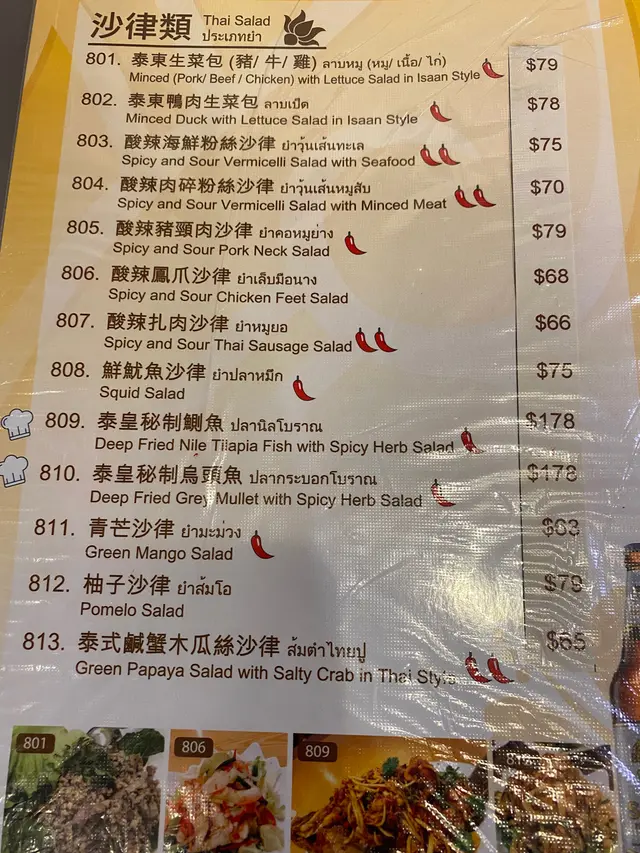 沙律類 Thai Salad
ประเภทยำ
801. 泰東生菜包 (豬/ 牛/ 雞) ลาบหมู (หมู/ เนื้อ/ ไก่) $79
Minced (Pork/ Beef / Chicken) with Lettuce Salad in Isaan Style
802. 泰東鴨肉生菜包 ลาบเป็ด $78
Minced Duck with Lettuce Salad in Isaan Style
803. 酸辣海鮮粉絲沙律 ยำวุ้นเส้นทะเล $75
Spicy and Sour Vermicelli Salad with Seafood
804. 酸辣肉碎粉絲沙律 ยำวุ้นเส้นหมูสับ $70
Spicy and Sour Vermicelli Salad with Minced Meat
805. 酸辣豬頸肉沙律 ยำคอหมูย่าง $79
Spicy and Sour Pork Neck Salad
806. 酸辣鳳爪沙律 ยำเล็บมือนาง $68
Spicy and Sour Chicken Feet Salad
807. 酸辣扎肉沙律 ยำหมูยอ $66
Spicy and Sour Thai Sausage Salad
808. 鮮魷魚沙律 ยำปลาหมึก $75
Squid Salad
809. 泰皇秘制鰂魚 ปลานิลโบราณ $178
Deep Fried Nile Tilapia Fish with Spicy Herb Salad
810. 泰皇秘制烏頭魚 ปลากระบอกโบราณ $178
Deep Fried Grey Mullet with Spicy Herb Salad
811. 青芒沙律 ยำมะม่วง $63
Green Mango Salad
812. 柚子沙律 ยำส้มโอ $79
Pomelo Salad
813. 泰式鹹蟹木瓜絲沙律 ส้มตำไทยปู $65
Green Papaya Salad with Salty Crab in Thai Style
801 806 809